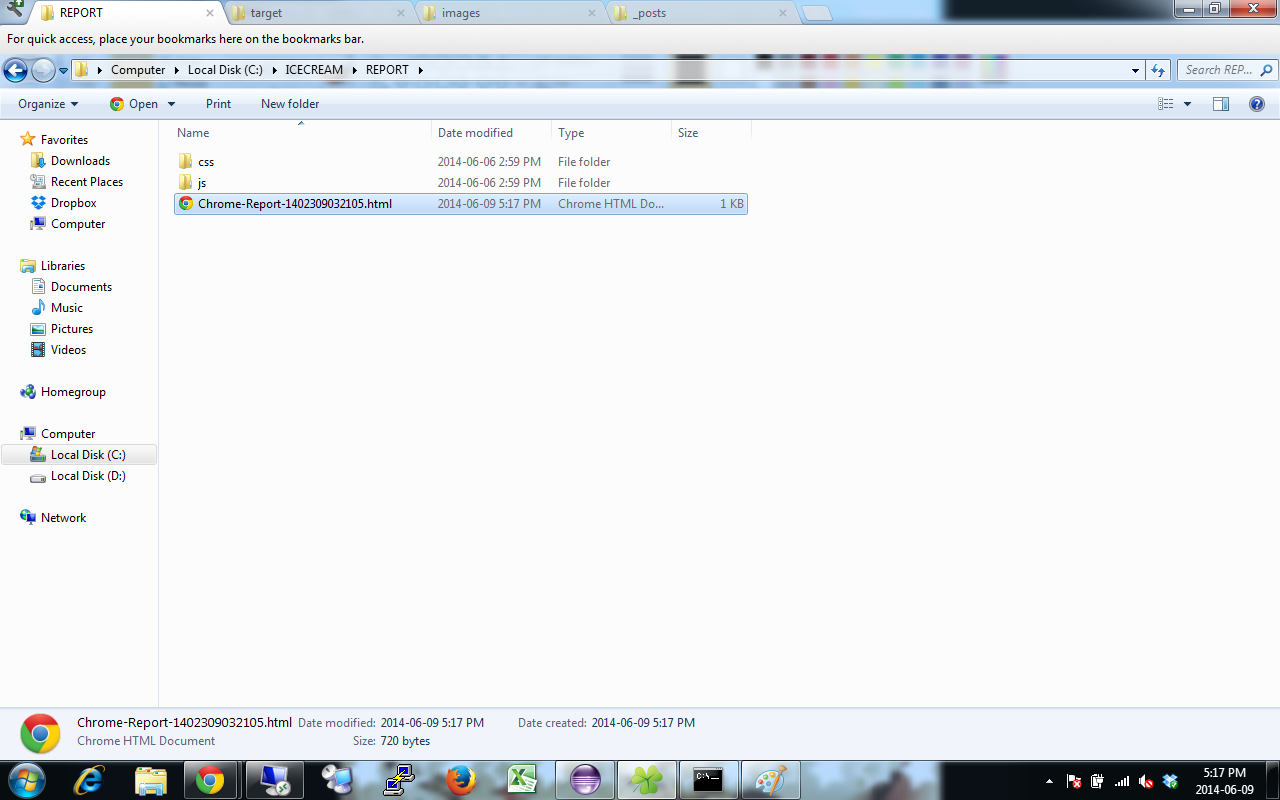 REPORT target images _posts
For quick access, place your bookmarks here on the bookmarks bar.
Computer Local Disk (C:) ICECREAM REPORT Search REP...
Organize Open Print New folder
Name Date modified Type Size
Favorites
Downloads
Recent Places
Dropbox
Computer
Libraries
Documents
Music
Pictures
Videos
Homegroup
Computer
Local Disk (C:)
Local Disk (D:)
Network
css 2014-06-06 2:59 PM File folder
js 2014-06-06 2:59 PM File folder
Chrome-Report-1402309032105.html 2014-06-09 5:17 PM Chrome HTML Do... 1 KB
Chrome-Report-1402309032105.html Date modified: 2014-06-09 5:17 PM Date created: 2014-06-09 5:17 PM
Chrome HTML Document Size: 720 bytes
5:17 PM
2014-06-09